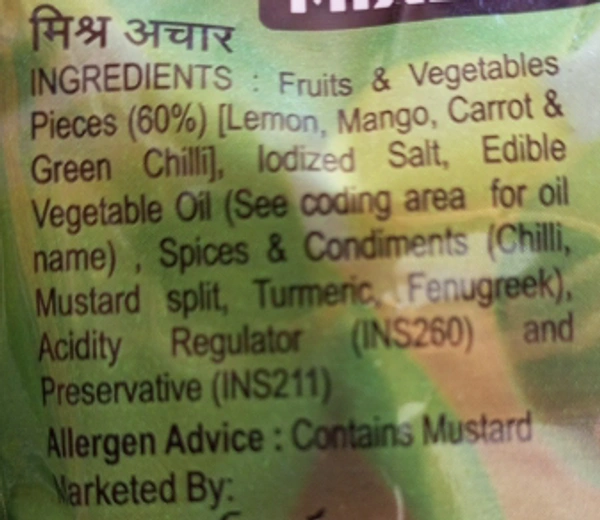 मिश्र अचार
INGREDIENTS : Fruits & Vegetables
Pieces (60%) [Lemon, Mango, Carrot &
Green Chilli], Iodized Salt, Edible
Vegetable Oil (See coding area for oil
name) , Spices & Condiments (Chilli,
Mustard split, Turmeric, Fenugreek),
Acidity Regulator (INS260) and
Preservative (INS211)
Allergen Advice : Contains Mustard
Marketed By: